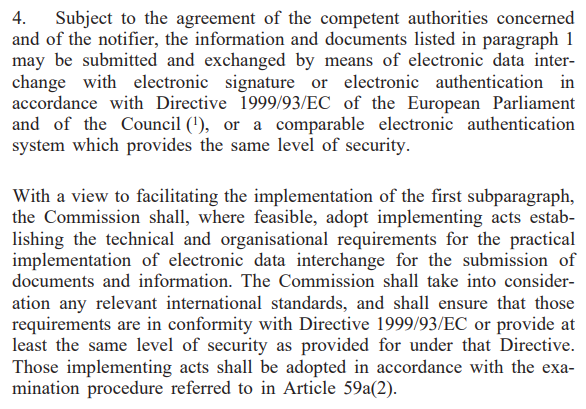 4. Subject to the agreement of the competent authorities concerned
and of the notifier, the information and documents listed in paragraph 1
may be submitted and exchanged by means of electronic data inter-
change with electronic signature or electronic authentication in
accordance with Directive 1999/93/EC of the European Parliament
and of the Council (¹), or a comparable electronic authentication
system which provides the same level of security.
With a view to facilitating the implementation of the first subparagraph,
the Commission shall, where feasible, adopt implementing acts estab-
lishing the technical and organisational requirements for the practical
implementation of electronic data interchange for the submission of
documents and information. The Commission shall take into consider-
ation any relevant international standards, and shall ensure that those
requirements are in conformity with Directive 1999/93/EC or provide at
least the same level of security as provided for under that Directive.
Those implementing acts shall be adopted in accordance with the exa-
mination procedure referred to in Article 59a(2).